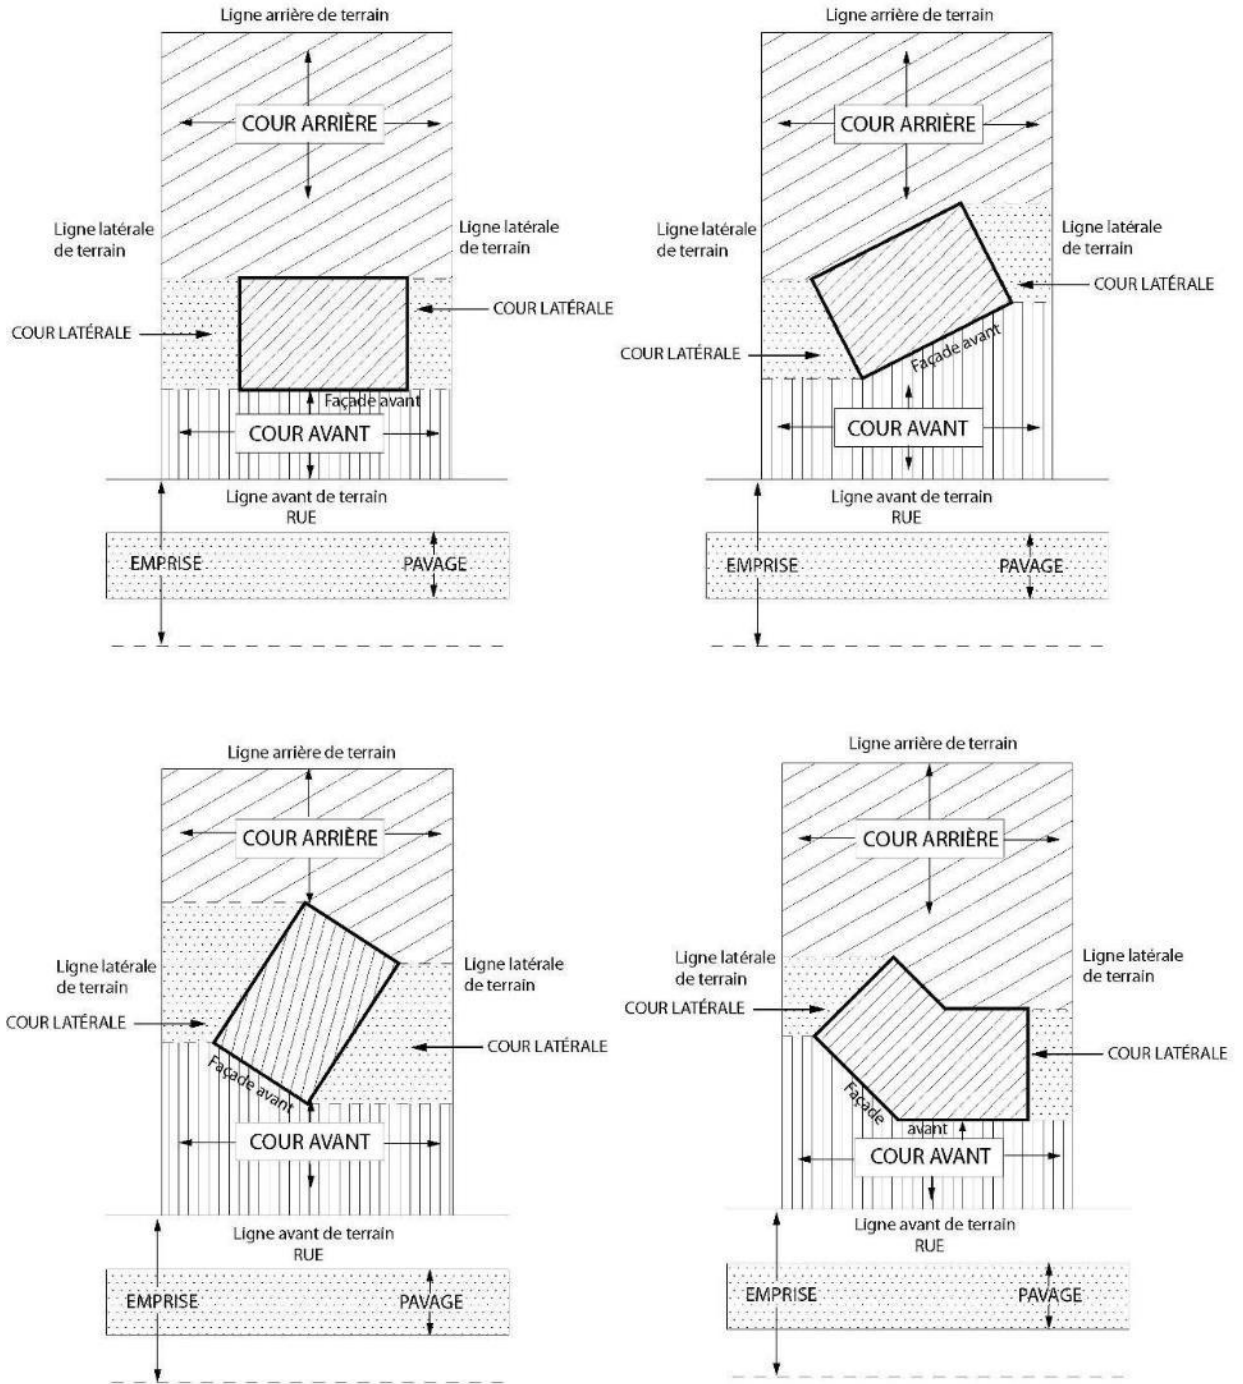 Ligne arrière de terrain
COUR ARRIÈRE
Ligne latérale
de terrain
Ligne latérale
de terrain
COUR LATÉRALE
COUR LATÉRALE
Façade avant
COUR AVANT
Ligne avant de terrain
RUE
EMPRISE
PAVAGE
Ligne arrière de terrain
COUR ARRIÈRE
Ligne latérale
de terrain
Ligne latérale
de terrain
COUR LATÉRALE
COUR LATÉRALE
Façade avant
COUR AVANT
Ligne avant de terrain
RUE
EMPRISE
PAVAGE
Ligne arrière de terrain
COUR ARRIÈRE
Ligne latérale
de terrain
Ligne latérale
de terrain
COUR LATÉRALE
COUR LATÉRALE
Façade avant
COUR AVANT
Ligne avant de terrain
RUE
EMPRISE
PAVAGE
Ligne arrière de terrain
COUR ARRIÈRE
Ligne latérale
de terrain
Ligne latérale
de terrain
COUR LATÉRALE
COUR LATÉRALE
Façade
avant
COUR AVANT
Ligne avant de terrain
RUE
EMPRISE
PAVAGE